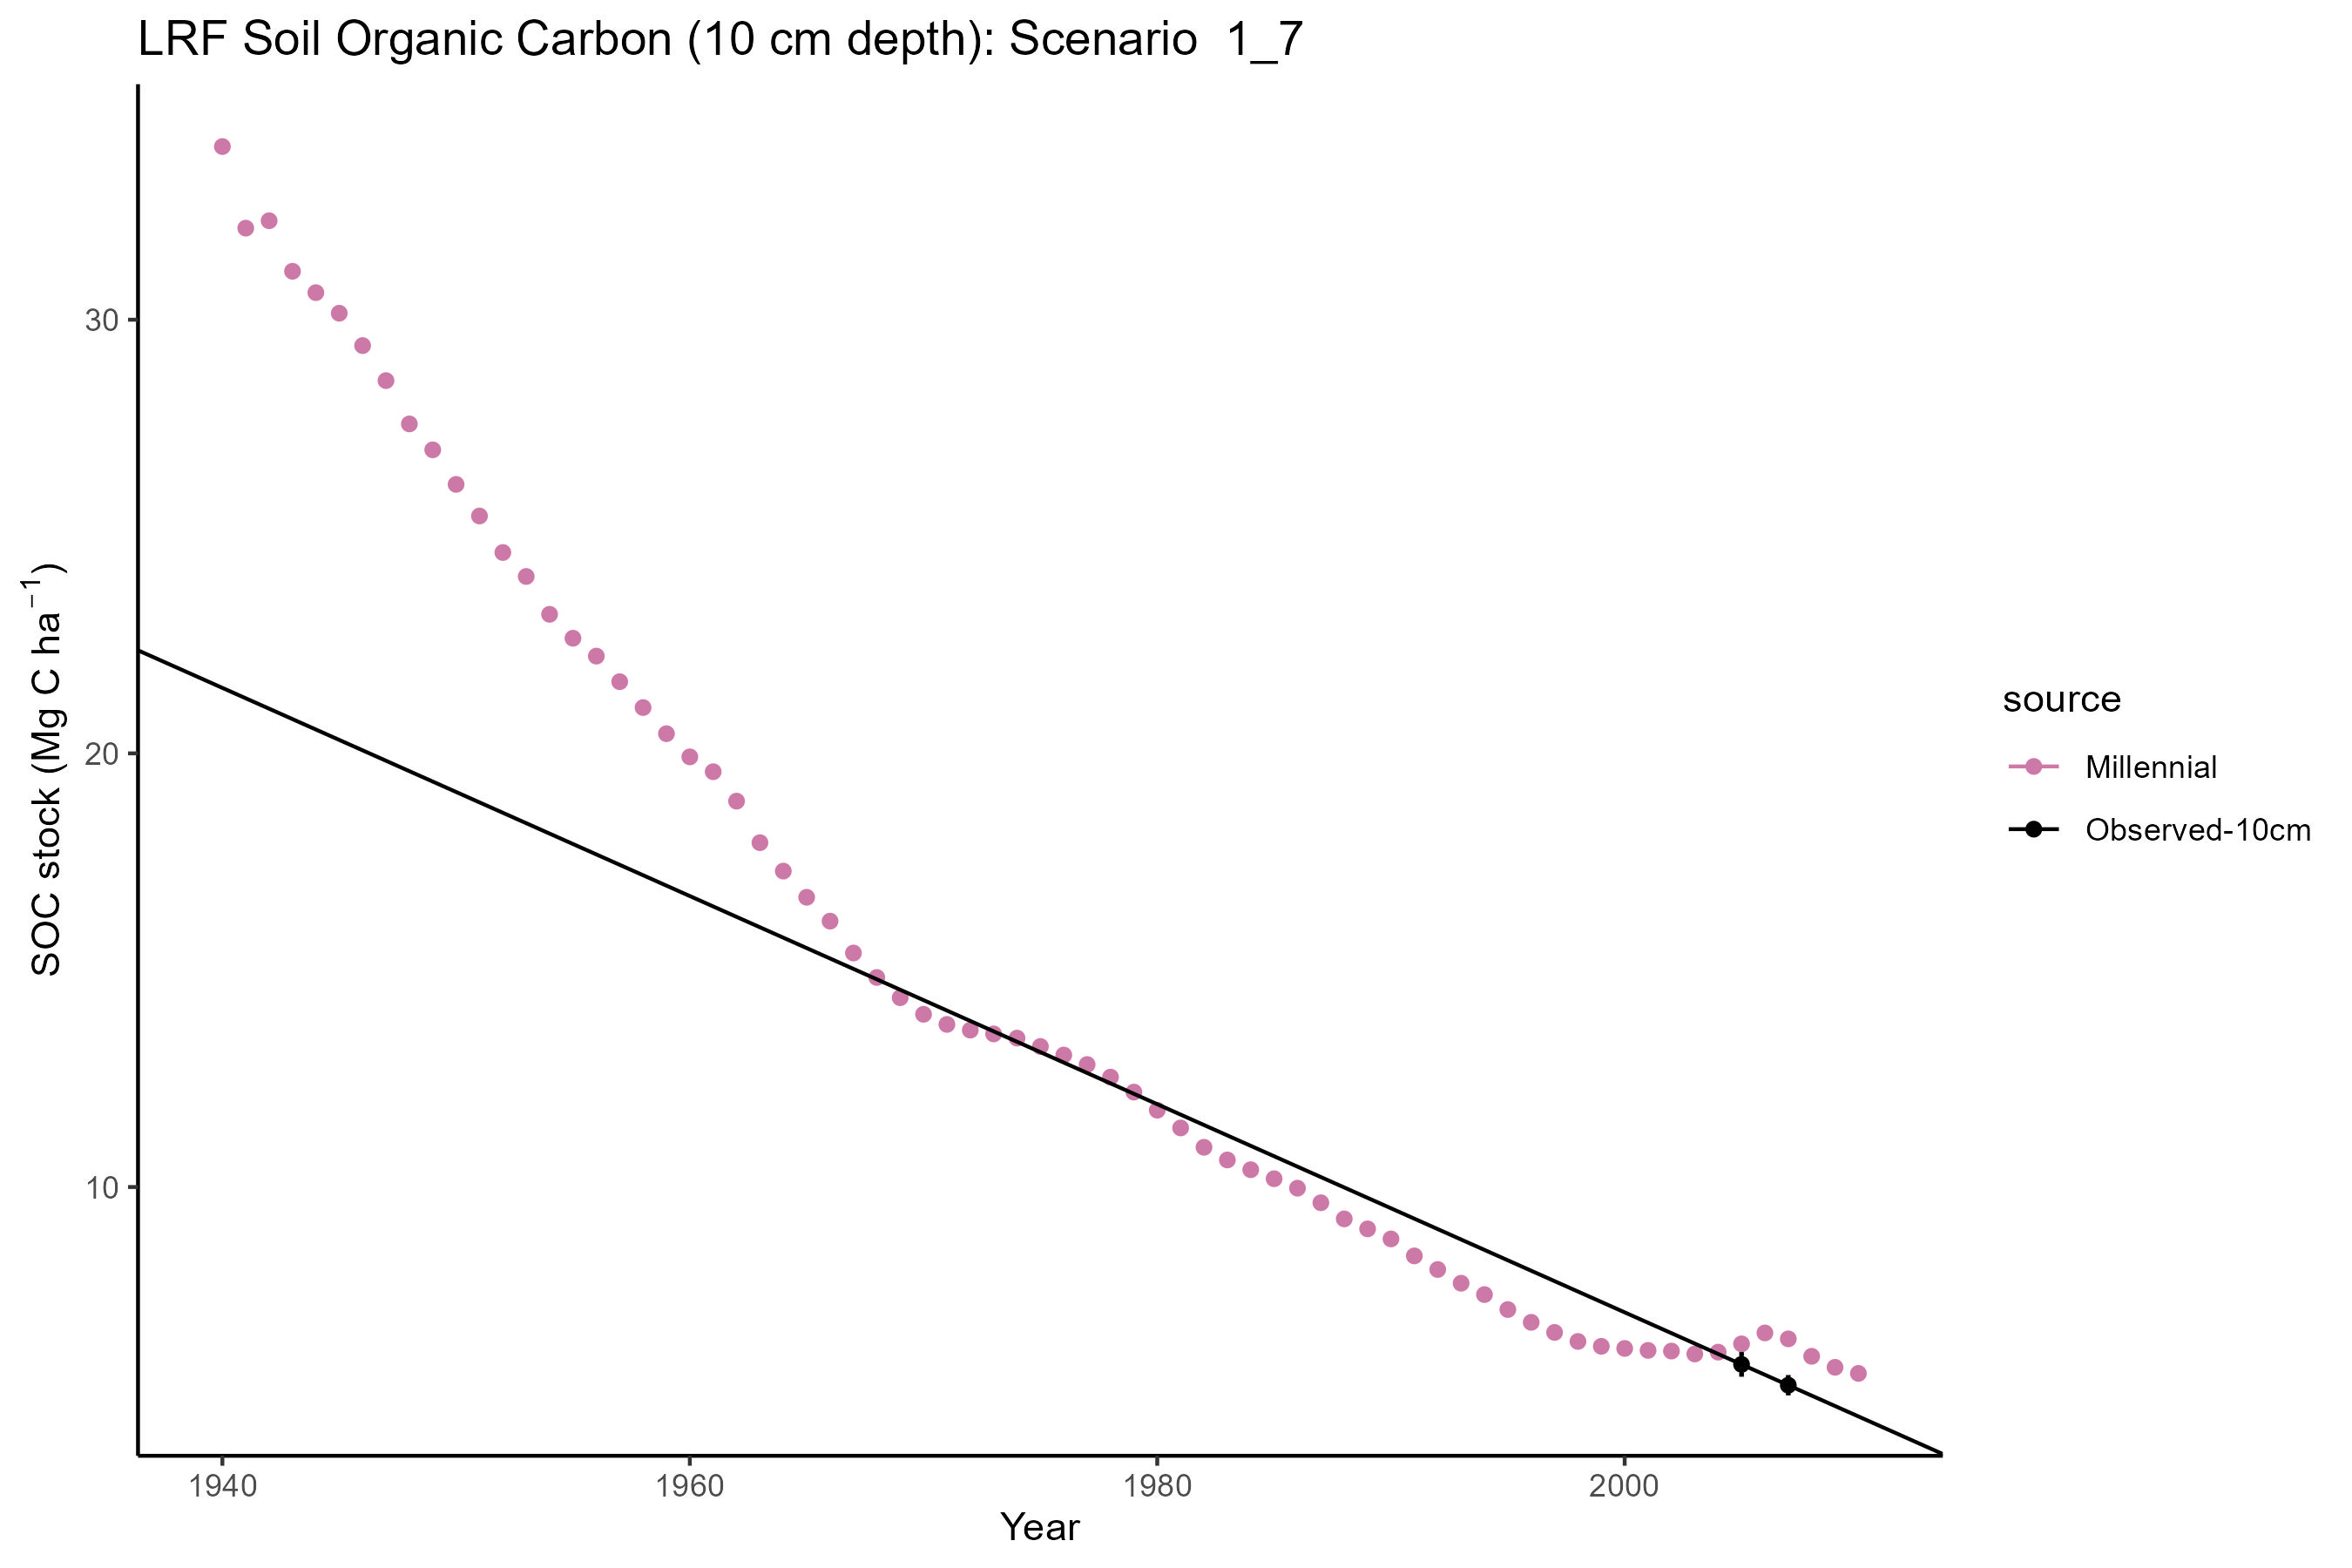 LRF Soil Organic Carbon (10 cm depth): Scenario  1_7
SOC stock (Mg C ha⁻¹)
30
20
10
1940
1960
1980
2000
Year
source
Millennial
Observed-10cm